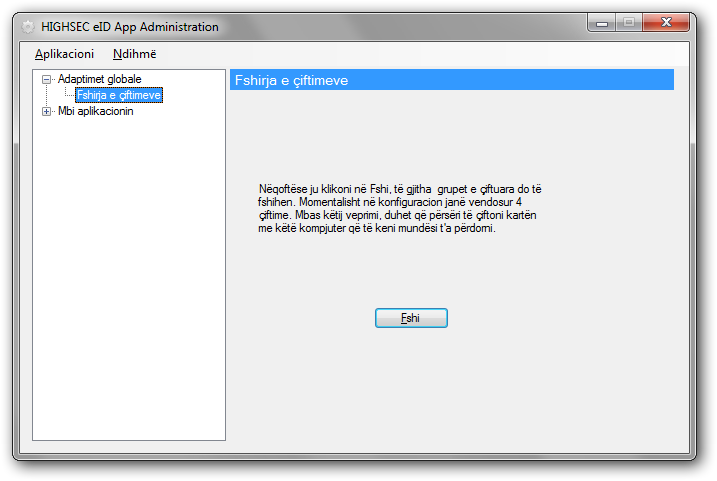 HIGHSEC eID App Administration
Aplikacioni Ndihmë
Adaptimet globale
Fshirja e çiftimeve
Mbi aplikacionin
Fshirja e çiftimeve
Nëqoftëse ju klikoni në Fshi, të gjitha grupet e çiftuara do të
fshihen. Momentalisht në konfiguracion janë vendosur 4
çiftime. Mbas këtij veprimi, duhet që përsëri të çiftoni kartën
me këtë kompjuter që të keni mundësi t'a përdorni.
Fshi